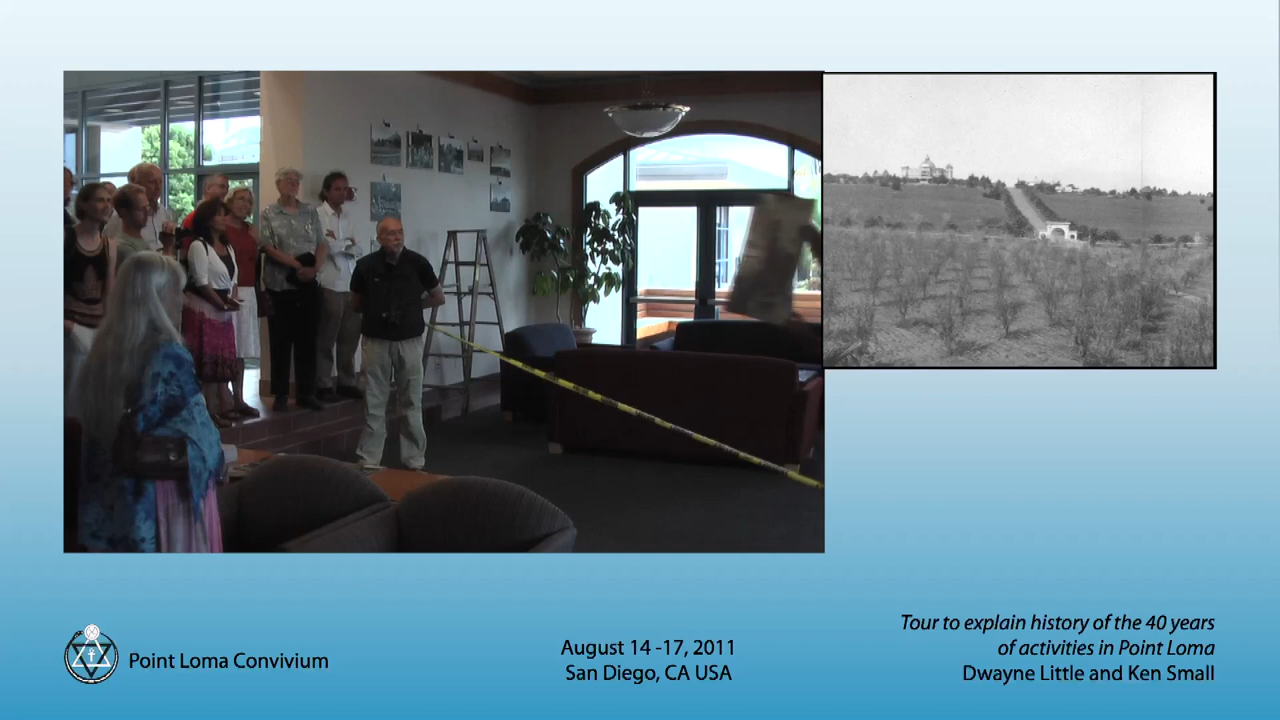 Point Loma Convivium
August 14 -17, 2011
San Diego, CA USA
Tour to explain history of the 40 years
of activities in Point Loma
Dwayne Little and Ken Small